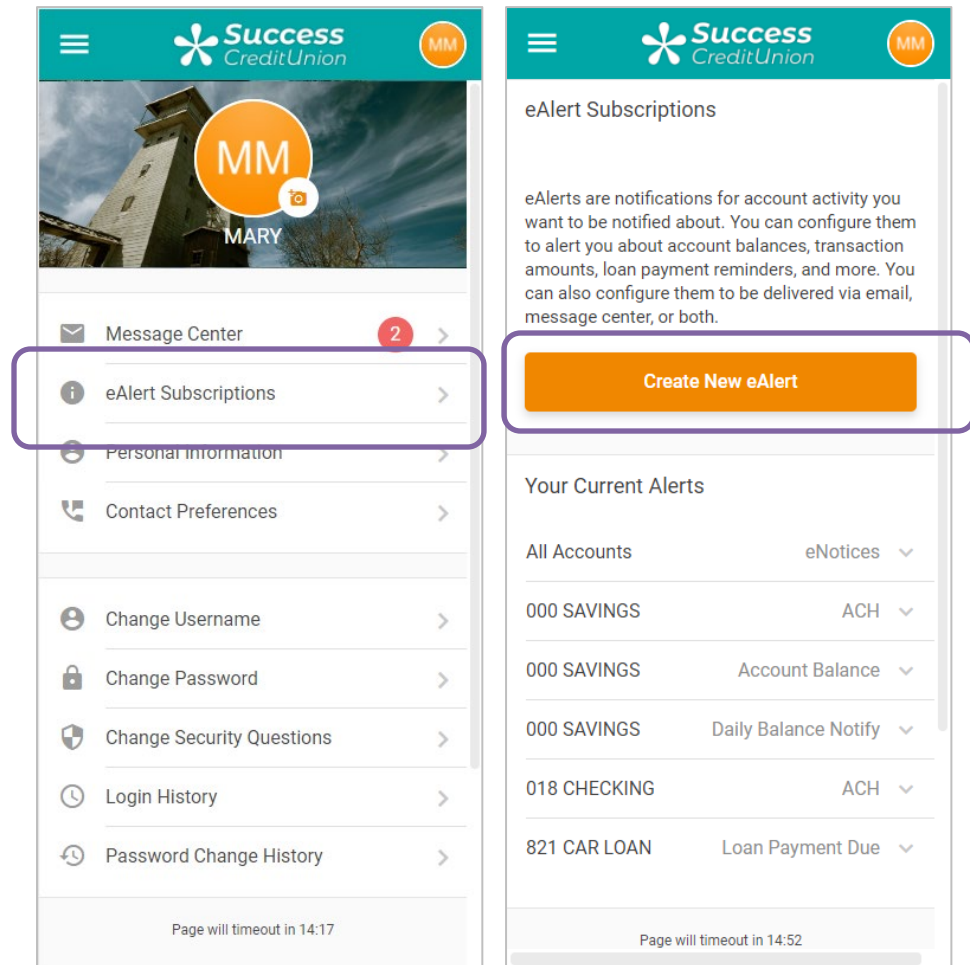 Success
CreditUnion
MM
MM
MARY
Message Center 2
eAlert Subscriptions
Personal Information
Contact Preferences
Change Username
Change Password
Change Security Questions
Login History
Password Change History
Page will timeout in 14:17
Success
CreditUnion
MM
eAlert Subscriptions
eAlerts are notifications for account activity you
want to be notified about. You can configure them
to alert you about account balances, transaction
amounts, loan payment reminders, and more. You
can also configure them to be delivered via email,
message center, or both.
Create New eAlert
Your Current Alerts
All Accounts eNotices
000 SAVINGS ACH
000 SAVINGS Account Balance
000 SAVINGS Daily Balance Notify
018 CHECKING ACH
821 CAR LOAN Loan Payment Due
Page will timeout in 14:52